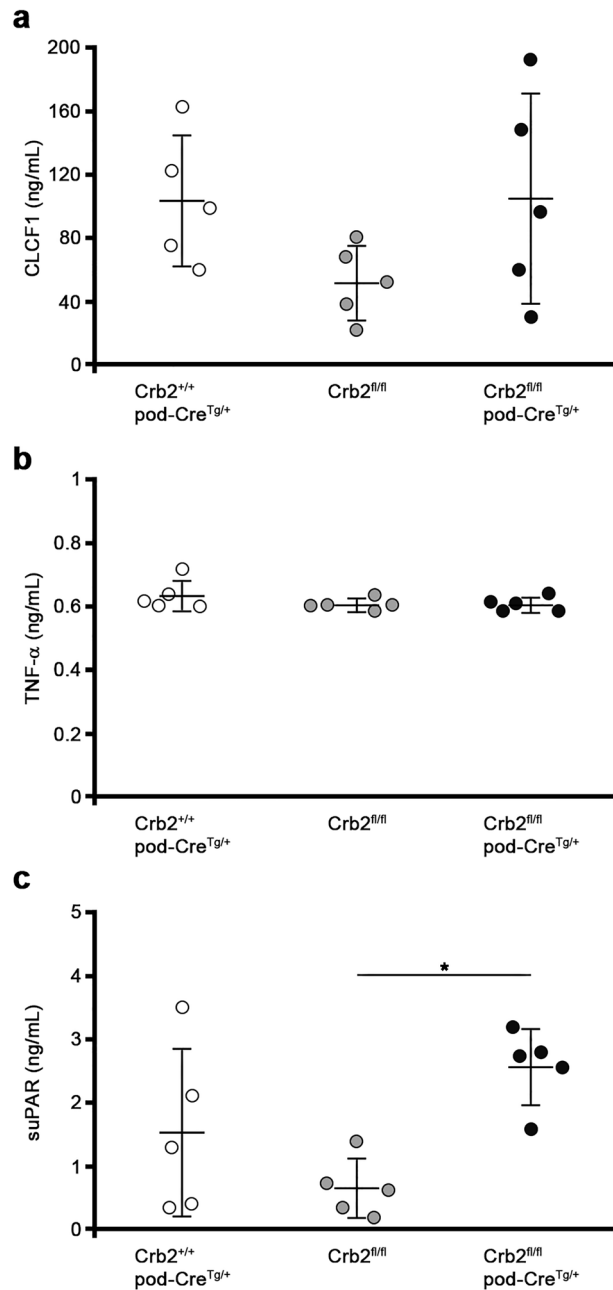 a
200
160
120
80
40
0
CLCF1 (ng/mL)
Crb2+/+
pod-CreTg/+
Crb2fl/fl
Crb2fl/fl
pod-CreTg/+
b
1
0.8
0.6
0.4
0.2
0
TNF-α (ng/mL)
Crb2+/+
pod-CreTg/+
Crb2fl/fl
Crb2fl/fl
pod-CreTg/+
c
5
4
3
2
1
0
suPAR (ng/mL)
*
Crb2+/+
pod-CreTg/+
Crb2fl/fl
Crb2fl/fl
pod-CreTg/+